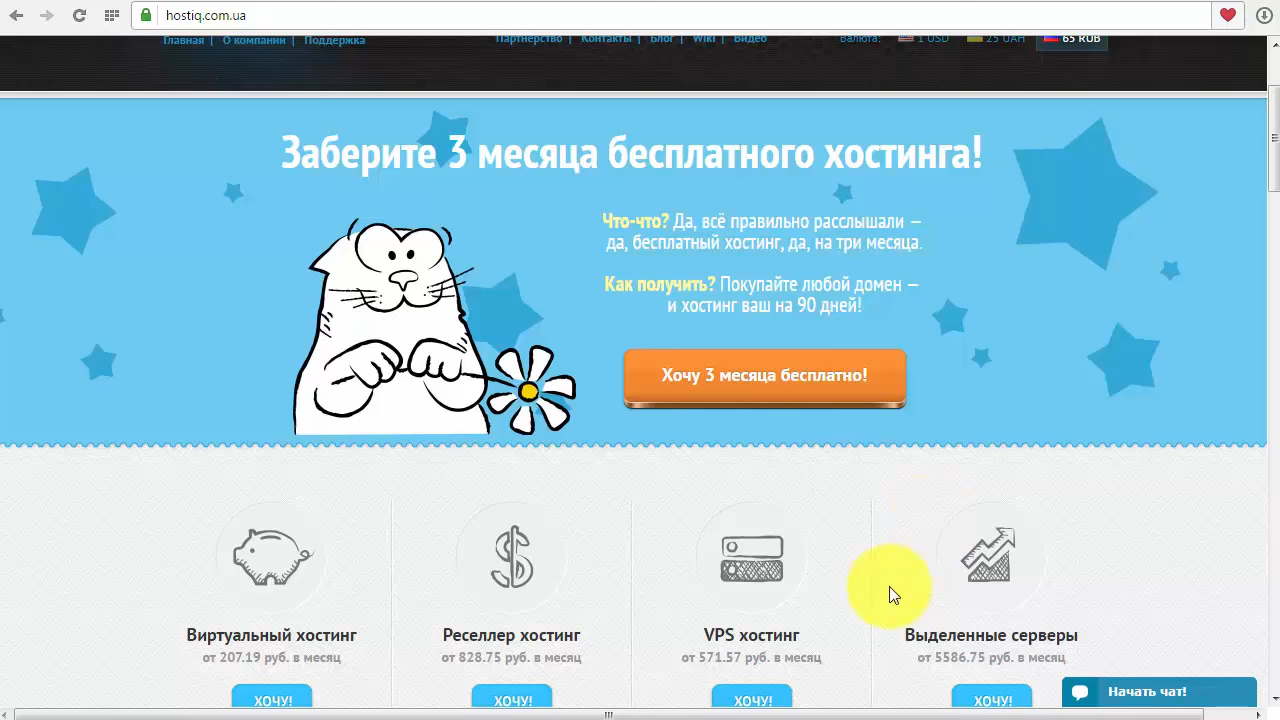 hostiq.com.ua
Главная | О компании | Поддержка Партнёрство | Контакты | Блог | Wiki | Видео Валюта: 1 USD 25 UAH 65 RUB
Заберите 3 месяца бесплатного хостинга!
Что-что? Да, всё правильно расслышали —
да, бесплатный хостинг, да, на три месяца.
Как получить? Покупайте любой домен —
и хостинг ваш на 90 дней!
Хочу 3 месяца бесплатно!
Виртуальный хостинг Реселлер хостинг VPS хостинг Выделенные серверы
от 207.19 руб. в месяц от 828.75 руб. в месяц от 571.57 руб. в месяц от 5586.75 руб. в месяц
ХОЧУ! ХОЧУ! ХОЧУ! ХОЧУ!
Начать чат!